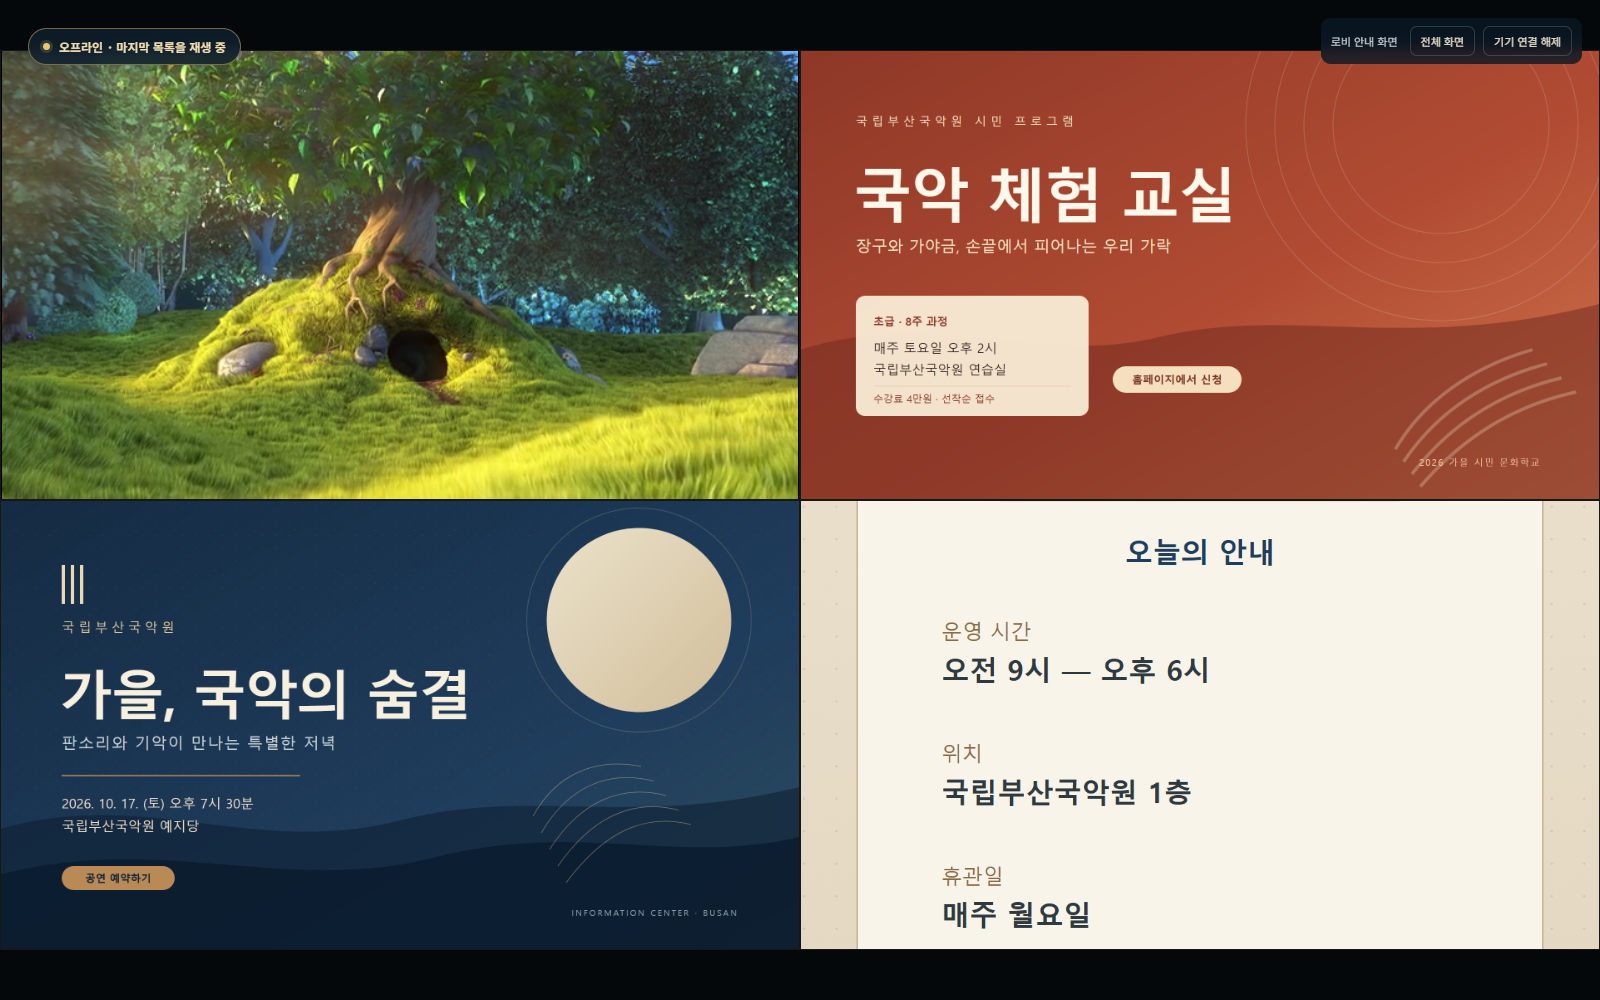 오프라인 · 마지막 목록을 재생 중
로비 안내 화면
전체 화면
기기 연결 해제
국립부산국악원 시민 프로그램
국악 체험 교실
장구와 가야금, 손끝에서 피어나는 우리 가락
초급 · 8주 과정
매주 토요일 오후 2시
국립부산국악원 연습실
수강료 4만원 · 선착순 접수
홈페이지에서 신청
2026 가을 시민 문화학교
국립부산국악원
가을, 국악의 숨결
판소리와 기악이 만나는 특별한 저녁
2026. 10. 17. (토) 오후 7시 30분
국립부산국악원 예지당
공연 예약하기
INFORMATION CENTER · BUSAN
오늘의 안내
운영 시간
오전 9시 — 오후 6시
위치
국립부산국악원 1층
휴관일
매주 월요일